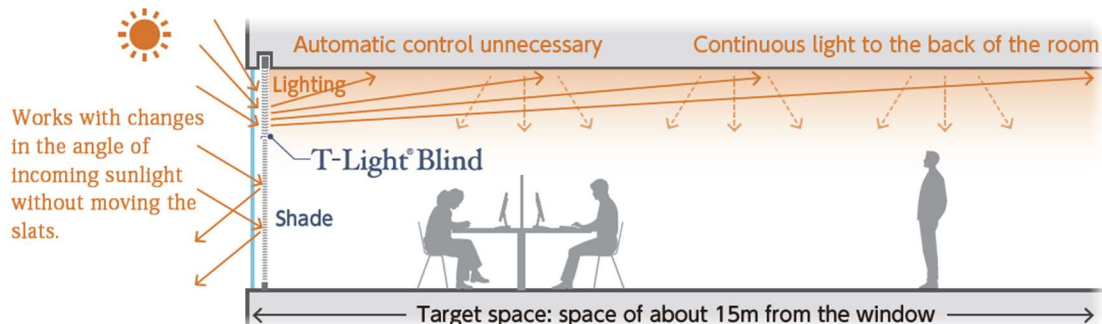 Automatic control unnecessary
Continuous light to the back of the room
Lighting
Works with changes
in the angle of
incoming sunlight
without moving the
slats.
T-Light® Blind
Shade
Target space: space of about 15m from the window